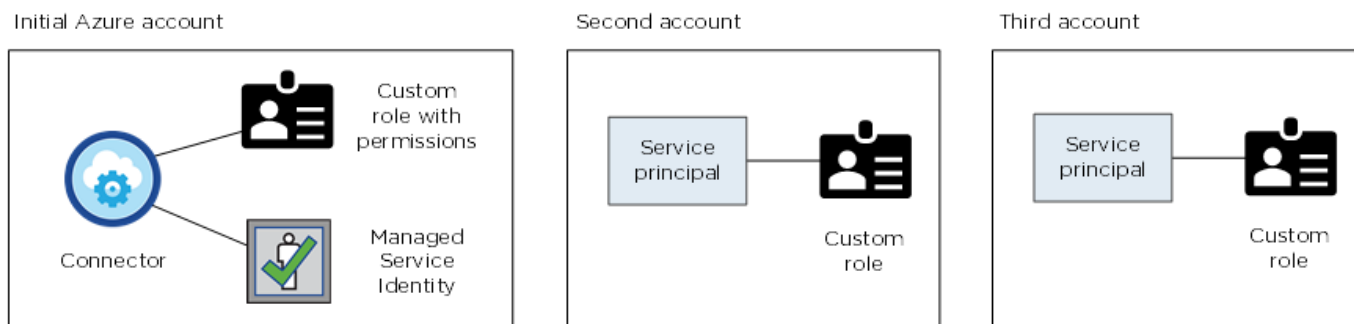 Initial Azure account
Second account
Third account
Custom
role with
permissions
Connector
Managed
Service
Identity
Service
principal
Custom
role
Service
principal
Custom
role